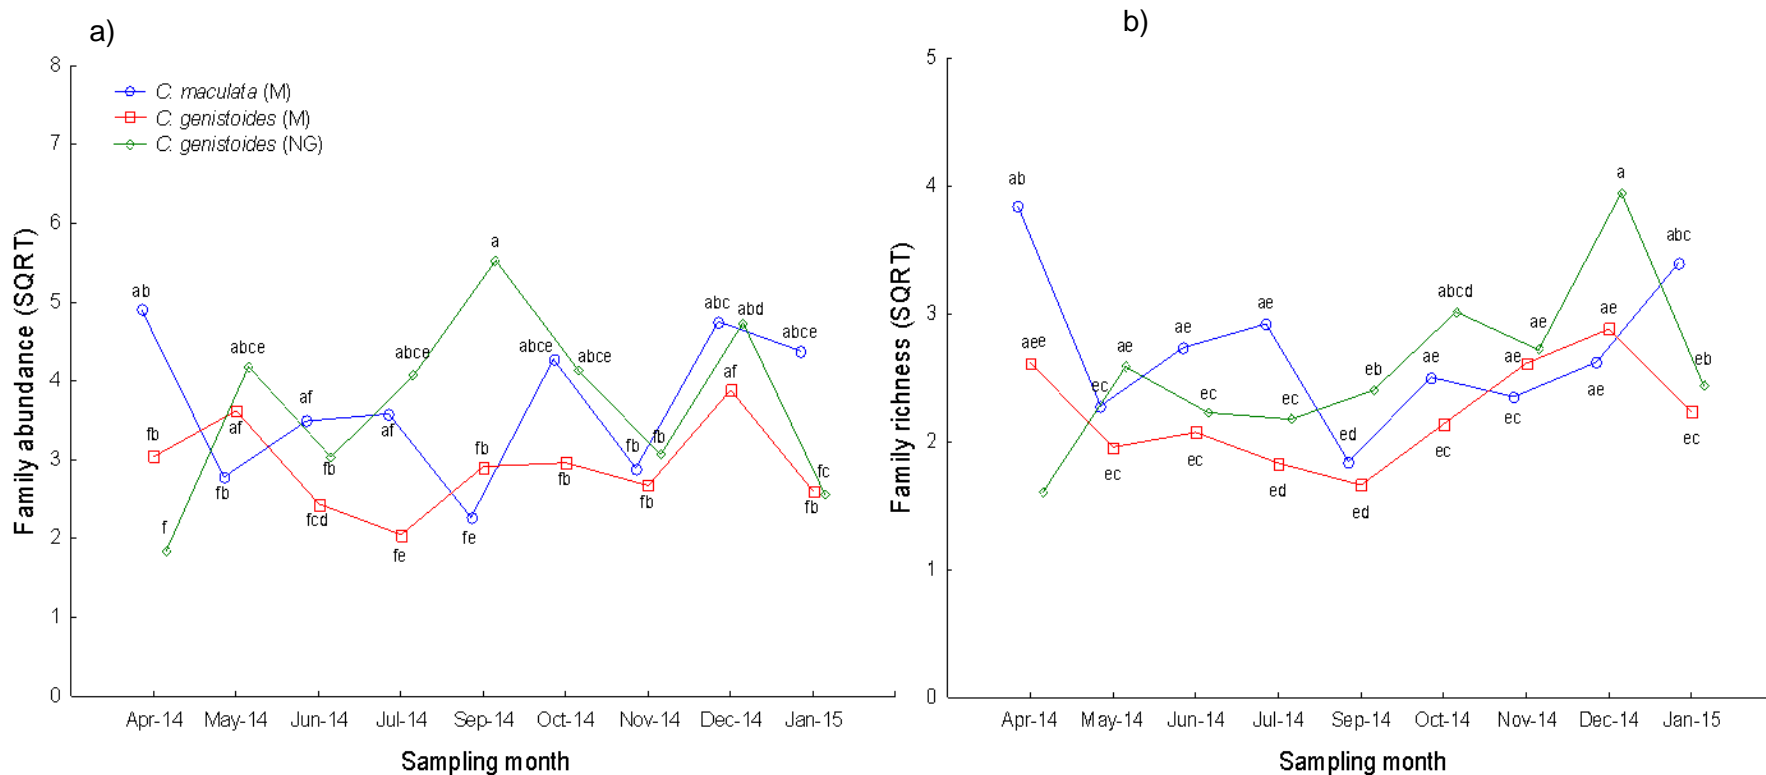 a)
8
7
6
5
4
3
2
1
0
Family abundance (SQRT)
C. maculata (M)
C. genistoides (M)
C. genistoides (NG)
ab
fb
f
abce
af
fb
af
fb
fcd
abce
af
fe
a
fb
fe
abce
abce
fb
fb
fb
fb
abc
abd
af
abce
fc
fb
Apr-14 May-14 Jun-14 Jul-14 Sep-14 Oct-14 Nov-14 Dec-14 Jan-15
Sampling month
b)
5
4
3
2
1
0
Family richness (SQRT)
ab
aee
ae
ec
ec
ae
ec
ec
ae
ec
ed
eb
ed
ed
abcd
ae
ec
ae
ae
ec
a
ae
ae
abc
eb
ec
Apr-14 May-14 Jun-14 Jul-14 Sep-14 Oct-14 Nov-14 Dec-14 Jan-15
Sampling month